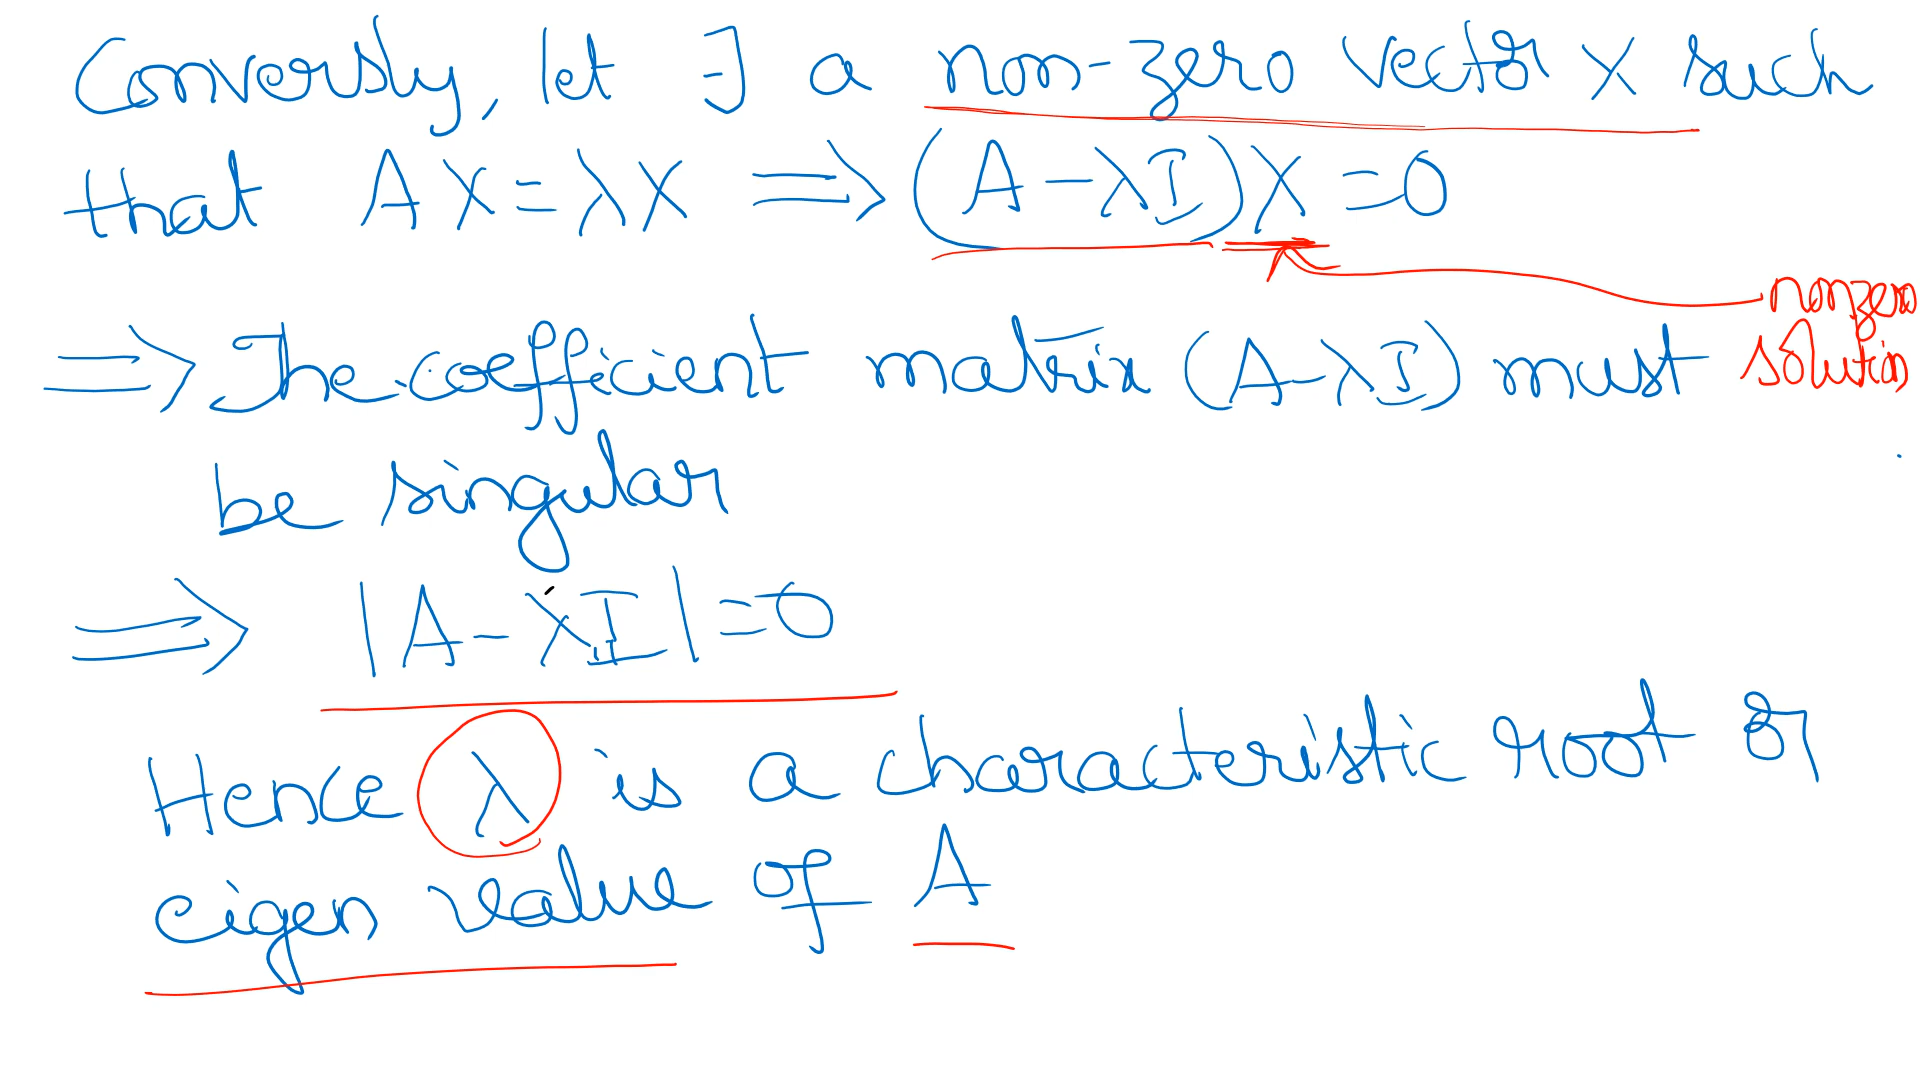 Conversly, let ∃ a non-zero vector X such
that AX = λX ⟹ (A - λI) X = 0
nonzero
solution
⟹ The coefficient matrix (A - λI) must
be singular
⟹ |A - λI| = 0
Hence λ is a characteristic root or
eigen value of A